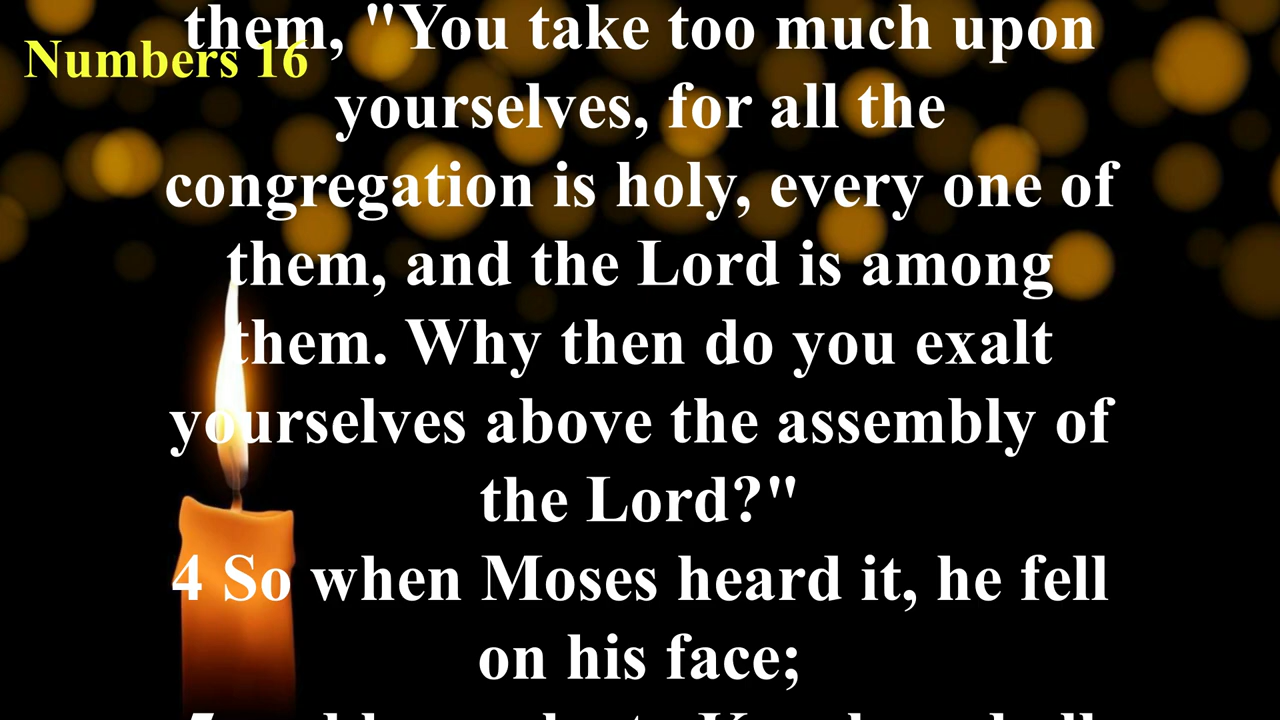 Numbers 16
them, "You take too much upon
yourselves, for all the
congregation is holy, every one of
them, and the Lord is among
them. Why then do you exalt
yourselves above the assembly of
the Lord?"
4 So when Moses heard it, he fell
on his face;